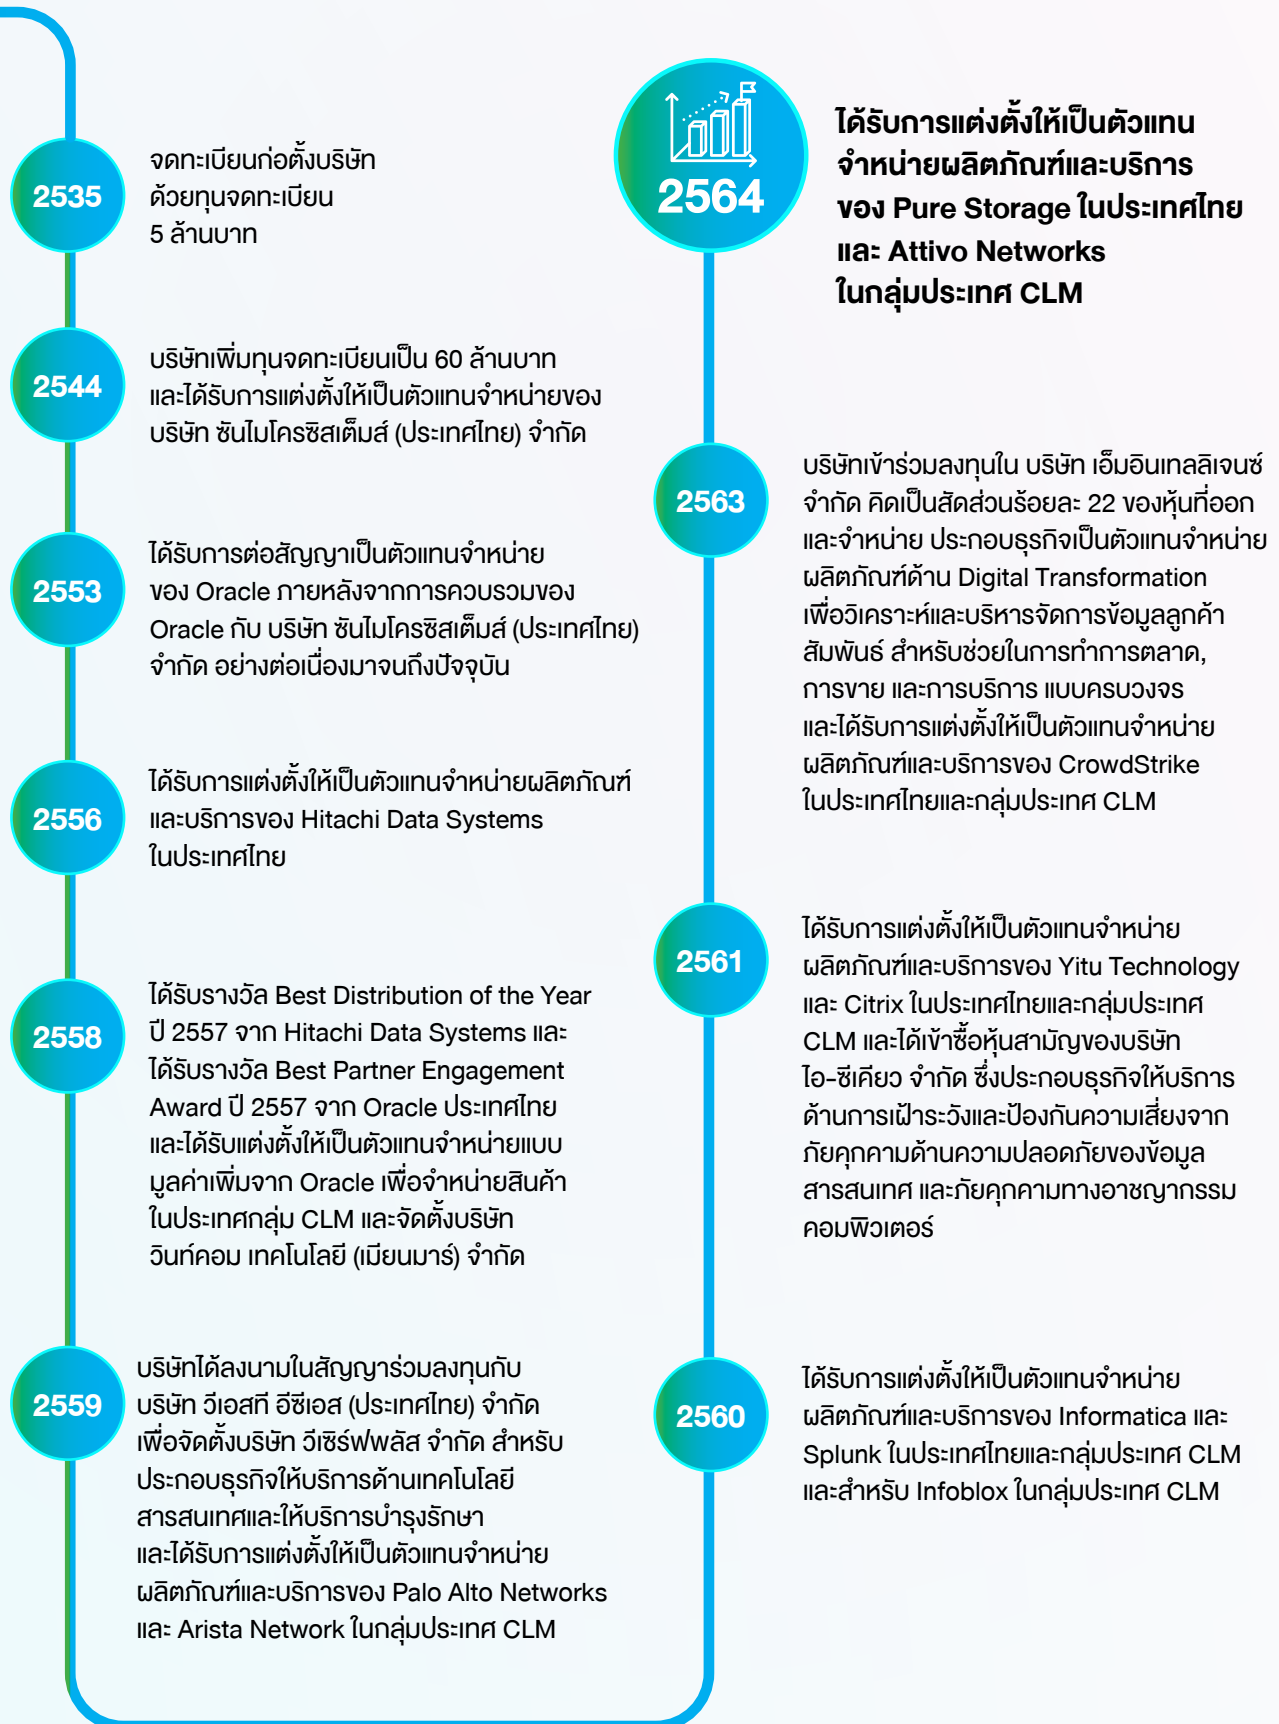 2535
จดทะเบียนก่อตั้งบริษัท
ด้วยทุนจดทะเบียน
5 ล้านบาท
2544
บริษัทเพิ่มทุนจดทะเบียนเป็น 60 ล้านบาท
และได้รับการแต่งตั้งให้เป็นตัวแทนจำหน่ายของ
บริษัท ซันไมโครซิสเต็มส์ (ประเทศไทย) จำกัด
2553
ได้รับการต่อสัญญาเป็นตัวแทนจำหน่าย
ของ Oracle ภายหลังจากการควบรวมของ
Oracle กับ บริษัท ซันไมโครซิสเต็มส์ (ประเทศไทย)
จำกัด อย่างต่อเนื่องมาจนถึงปัจจุบัน
2556
ได้รับการแต่งตั้งให้เป็นตัวแทนจำหน่ายผลิตภัณฑ์
และบริการของ Hitachi Data Systems
ในประเทศไทย
2558
ได้รับรางวัล Best Distribution of the Year
ปี 2557 จาก Hitachi Data Systems และ
ได้รับรางวัล Best Partner Engagement
Award ปี 2557 จาก Oracle ประเทศไทย
และได้รับแต่งตั้งให้เป็นตัวแทนจำหน่ายแบบ
มูลค่าเพิ่มจาก Oracle เพื่อจำหน่ายสินค้า
ในประเทศกลุ่ม CLM และจัดตั้งบริษัท
วินท์คอม เทคโนโลยี (เมียนมาร์) จำกัด
2559
บริษัทได้ลงนามในสัญญาร่วมลงทุนกับ
บริษัท วีเอสที อีซีเอส (ประเทศไทย) จำกัด
เพื่อจัดตั้งบริษัท วีเซิร์ฟพลัส จำกัด สำหรับ
ประกอบธุรกิจให้บริการด้านเทคโนโลยี
สารสนเทศและให้บริการบำรุงรักษา
และได้รับการแต่งตั้งให้เป็นตัวแทนจำหน่าย
ผลิตภัณฑ์และบริการของ Palo Alto Networks
และ Arista Network ในกลุ่มประเทศ CLM
2564
ได้รับการแต่งตั้งให้เป็นตัวแทน
จำหน่ายผลิตภัณฑ์และบริการ
ของ Pure Storage ในประเทศไทย
และ Attivo Networks
ในกลุ่มประเทศ CLM
2563
บริษัทเข้าร่วมลงทุนใน บริษัท เอ็มอินเทลลิเจนซ์
จำกัด คิดเป็นสัดส่วนร้อยละ 22 ของหุ้นที่ออก
และจำหน่าย ประกอบธุรกิจเป็นตัวแทนจำหน่าย
ผลิตภัณฑ์ด้าน Digital Transformation
เพื่อวิเคราะห์และบริหารจัดการข้อมูลลูกค้า
สัมพันธ์ สำหรับช่วยในการทำการตลาด,
การขาย และการบริการ แบบครบวงจร
และได้รับการแต่งตั้งให้เป็นตัวแทนจำหน่าย
ผลิตภัณฑ์และบริการของ CrowdStrike
ในประเทศไทยและกลุ่มประเทศ CLM
2561
ได้รับการแต่งตั้งให้เป็นตัวแทนจำหน่าย
ผลิตภัณฑ์และบริการของ Yitu Technology
และ Citrix ในประเทศไทยและกลุ่มประเทศ
CLM และได้เข้าซื้อหุ้นสามัญของบริษัท
ไอ-ซีเคียว จำกัด ซึ่งประกอบธุรกิจให้บริการ
ด้านการเฝ้าระวังและป้องกันความเสี่ยงจาก
ภัยคุกคามด้านความปลอดภัยของข้อมูล
สารสนเทศ และภัยคุกคามทางอาชญากรรม
คอมพิวเตอร์
2560
ได้รับการแต่งตั้งให้เป็นตัวแทนจำหน่าย
ผลิตภัณฑ์และบริการของ Informatica และ
Splunk ในประเทศไทยและกลุ่มประเทศ CLM
และสำหรับ Infoblox ในกลุ่มประเทศ CLM